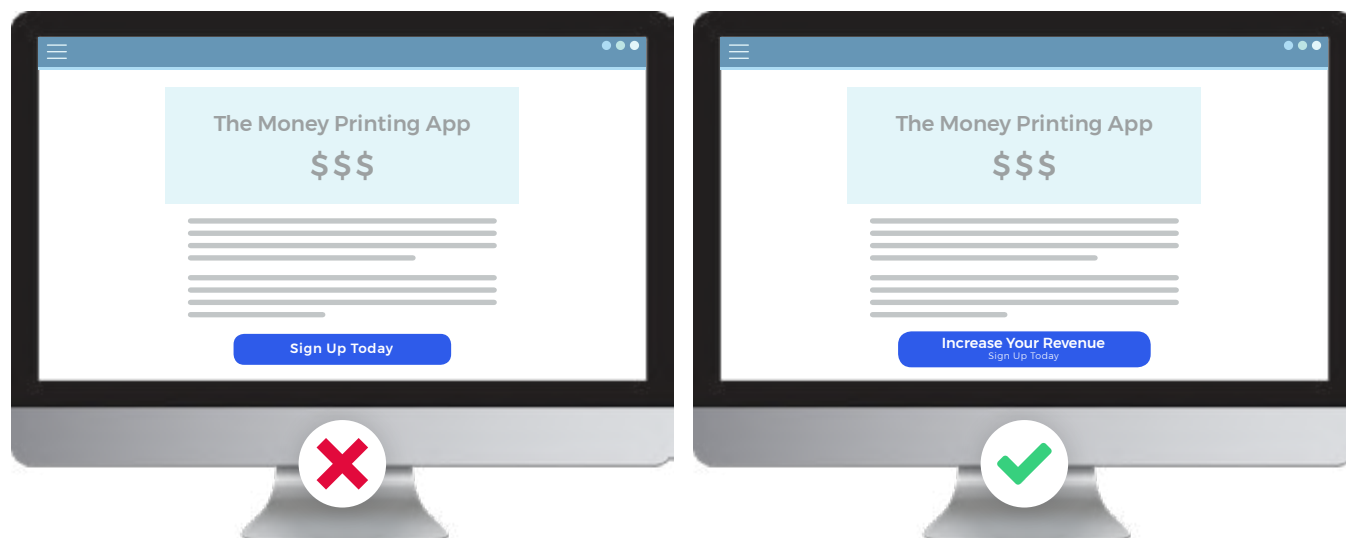 The Money Printing App
$$$
Sign Up Today
The Money Printing App
$$$
Increase Your Revenue
Sign Up Today